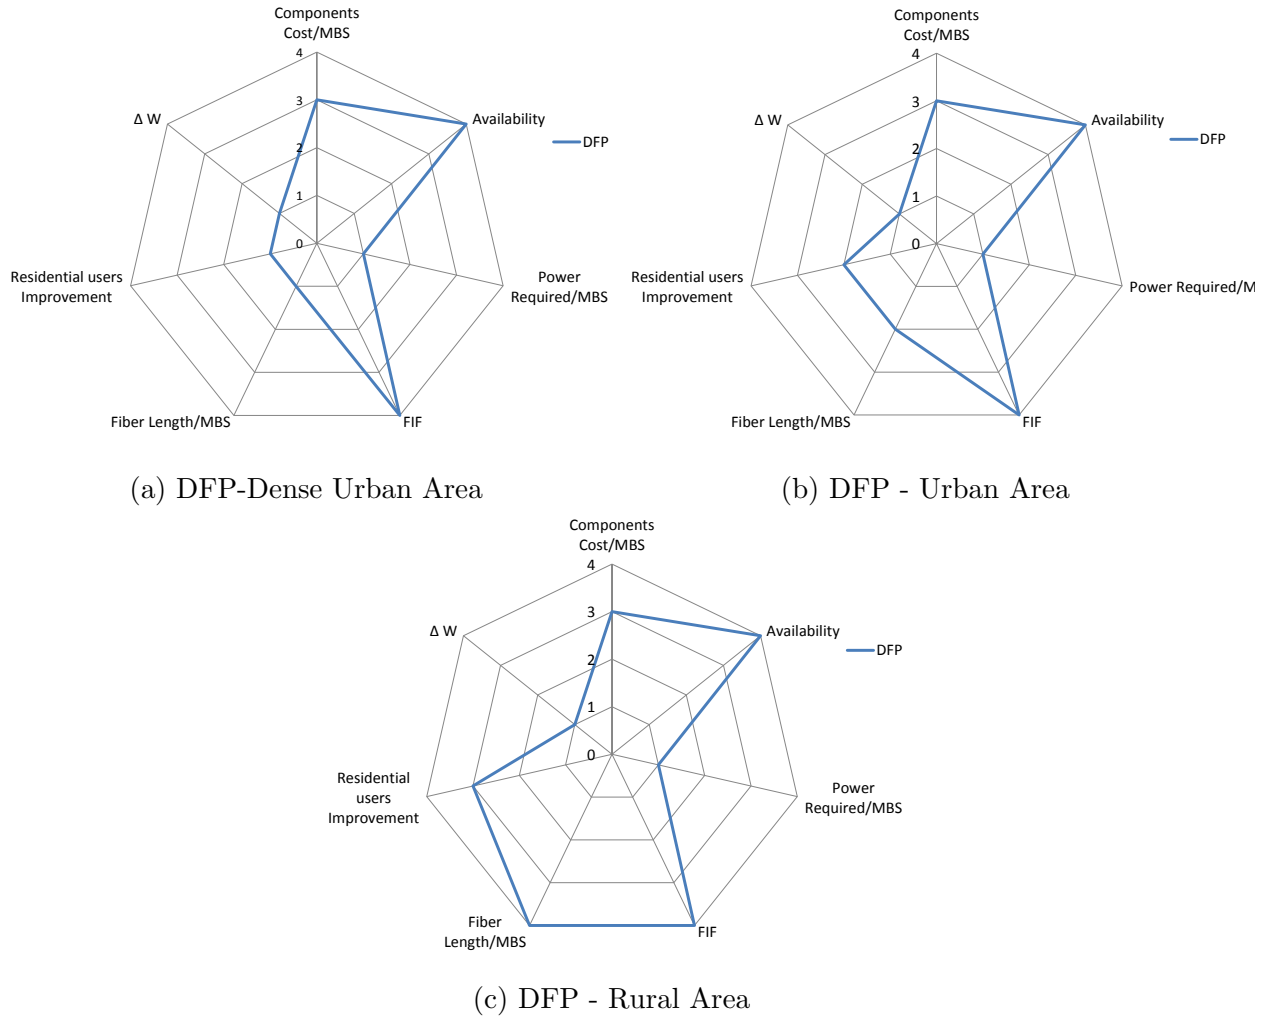 Components
Cost/MBS
4
3
2
1
0
Δ W
Availability
DFP
Residential users
Improvement
Power
Required/MBS
Fiber Length/MBS
FIF
(a) DFP-Dense Urban Area
Components
Cost/MBS
4
3
2
1
0
Δ W
Availability
DFP
Residential users
Improvement
Power Required/M
Fiber Length/MBS
FIF
(b) DFP - Urban Area
Components
Cost/MBS
4
3
2
1
0
Δ W
Availability
DFP
Residential
users
Improvement
Power
Required/MBS
Fiber
Length/MBS
FIF
(c) DFP - Rural Area